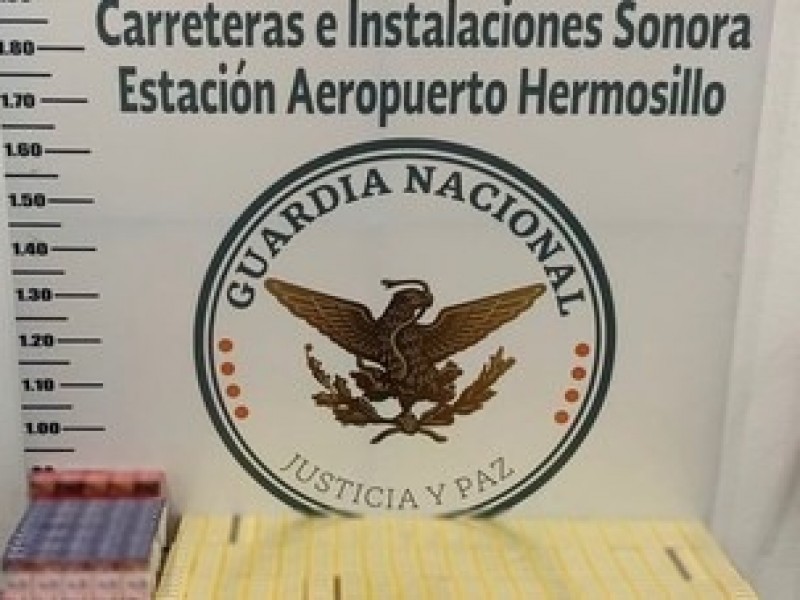 Carreteras e Instalaciones Sonora
Estación Aeropuerto Hermosillo
1.80
1.70
1.60
1.50
1.40
1.30
1.20
1.10
1.00
GUARDIA NACIONAL
JUSTICIA Y PAZ